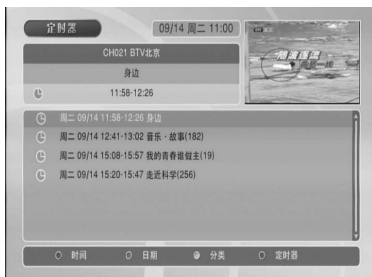 定时器
09/14 周二 11:00
CH021 BTV北京
身边
11:58-12:26
周二 09/14 11:58-12:26 身边
周二 09/14 12:41-13:02 音乐·故事(182)
周二 09/14 15:08-15:57 我的青春谁做主(19)
周二 09/14 15:20-15:47 走近科学(256)
时间
日期
分类
定时器